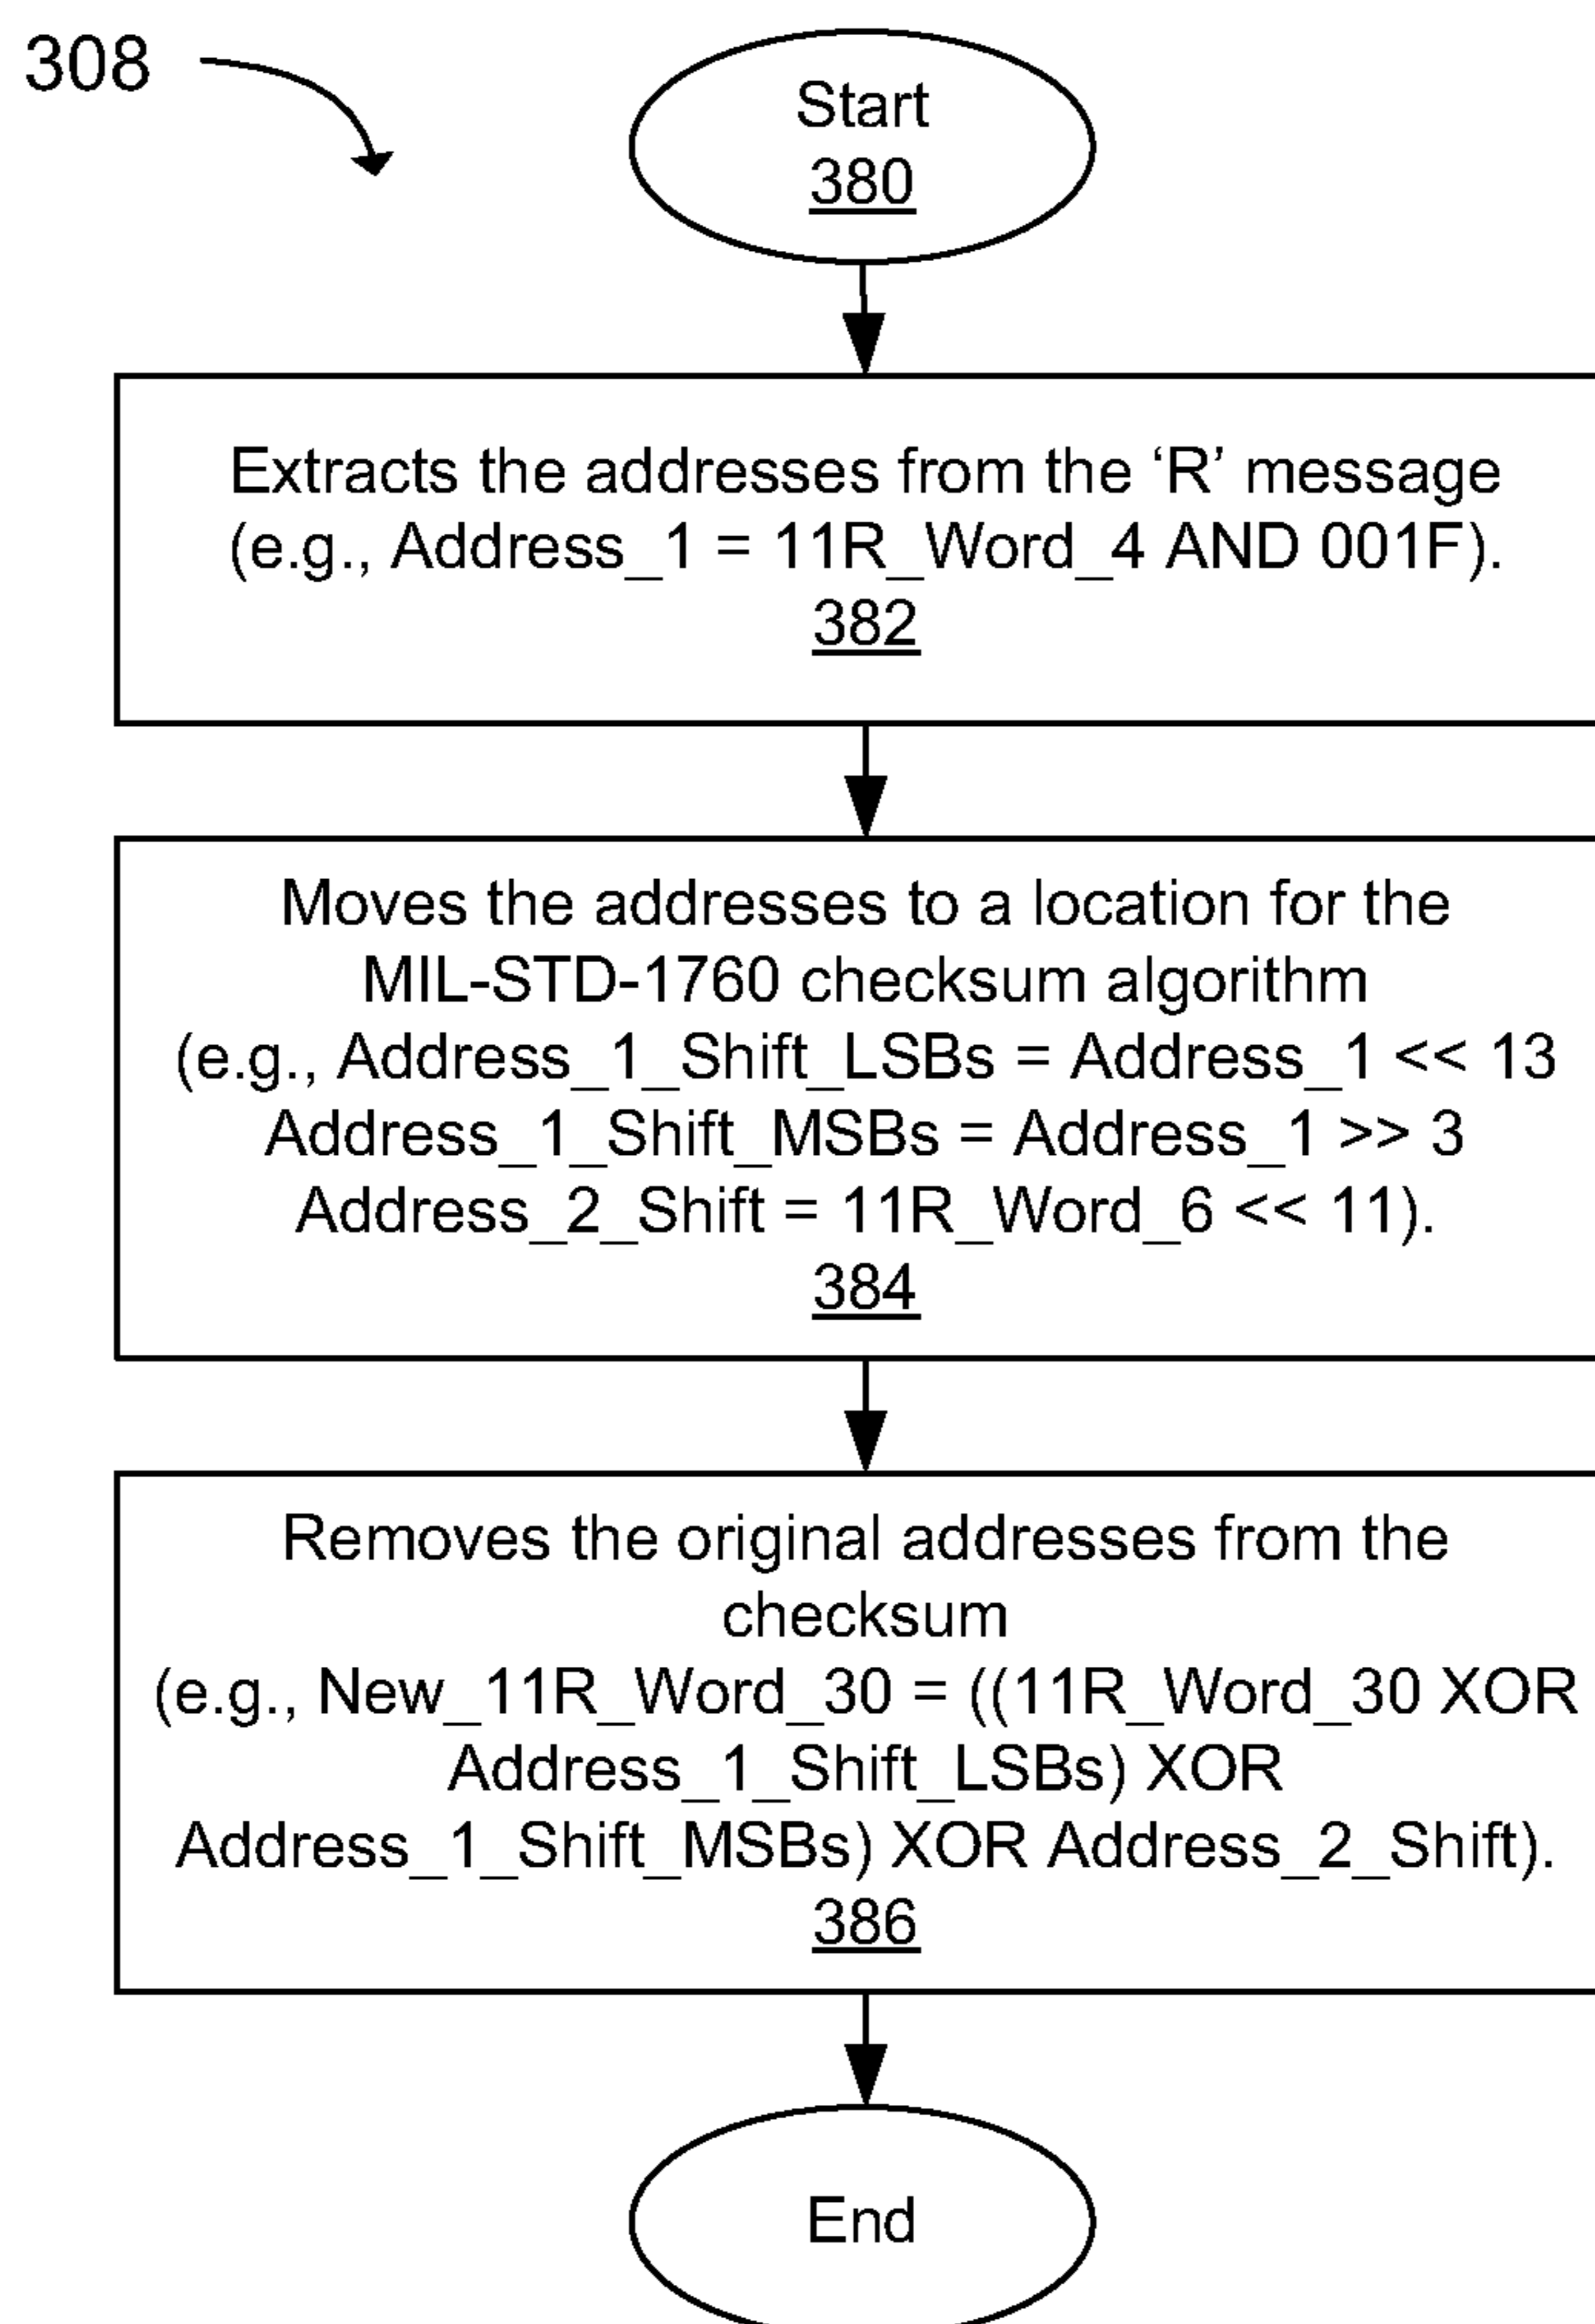 308
Start
380
Extracts the addresses from the ‘R’ message
(e.g., Address_1 = 11R_Word_4 AND 001F).
382
Moves the addresses to a location for the
MIL-STD-1760 checksum algorithm
(e.g., Address_1_Shift_LSBs = Address_1 << 13
Address_1_Shift_MSBs = Address_1 >> 3
Address_2_Shift = 11R_Word_6 << 11).
384
Removes the original addresses from the
checksum
(e.g., New_11R_Word_30 = ((11R_Word_30 XOR
Address_1_Shift_LSBs) XOR
Address_1_Shift_MSBs) XOR Address_2_Shift).
386
End